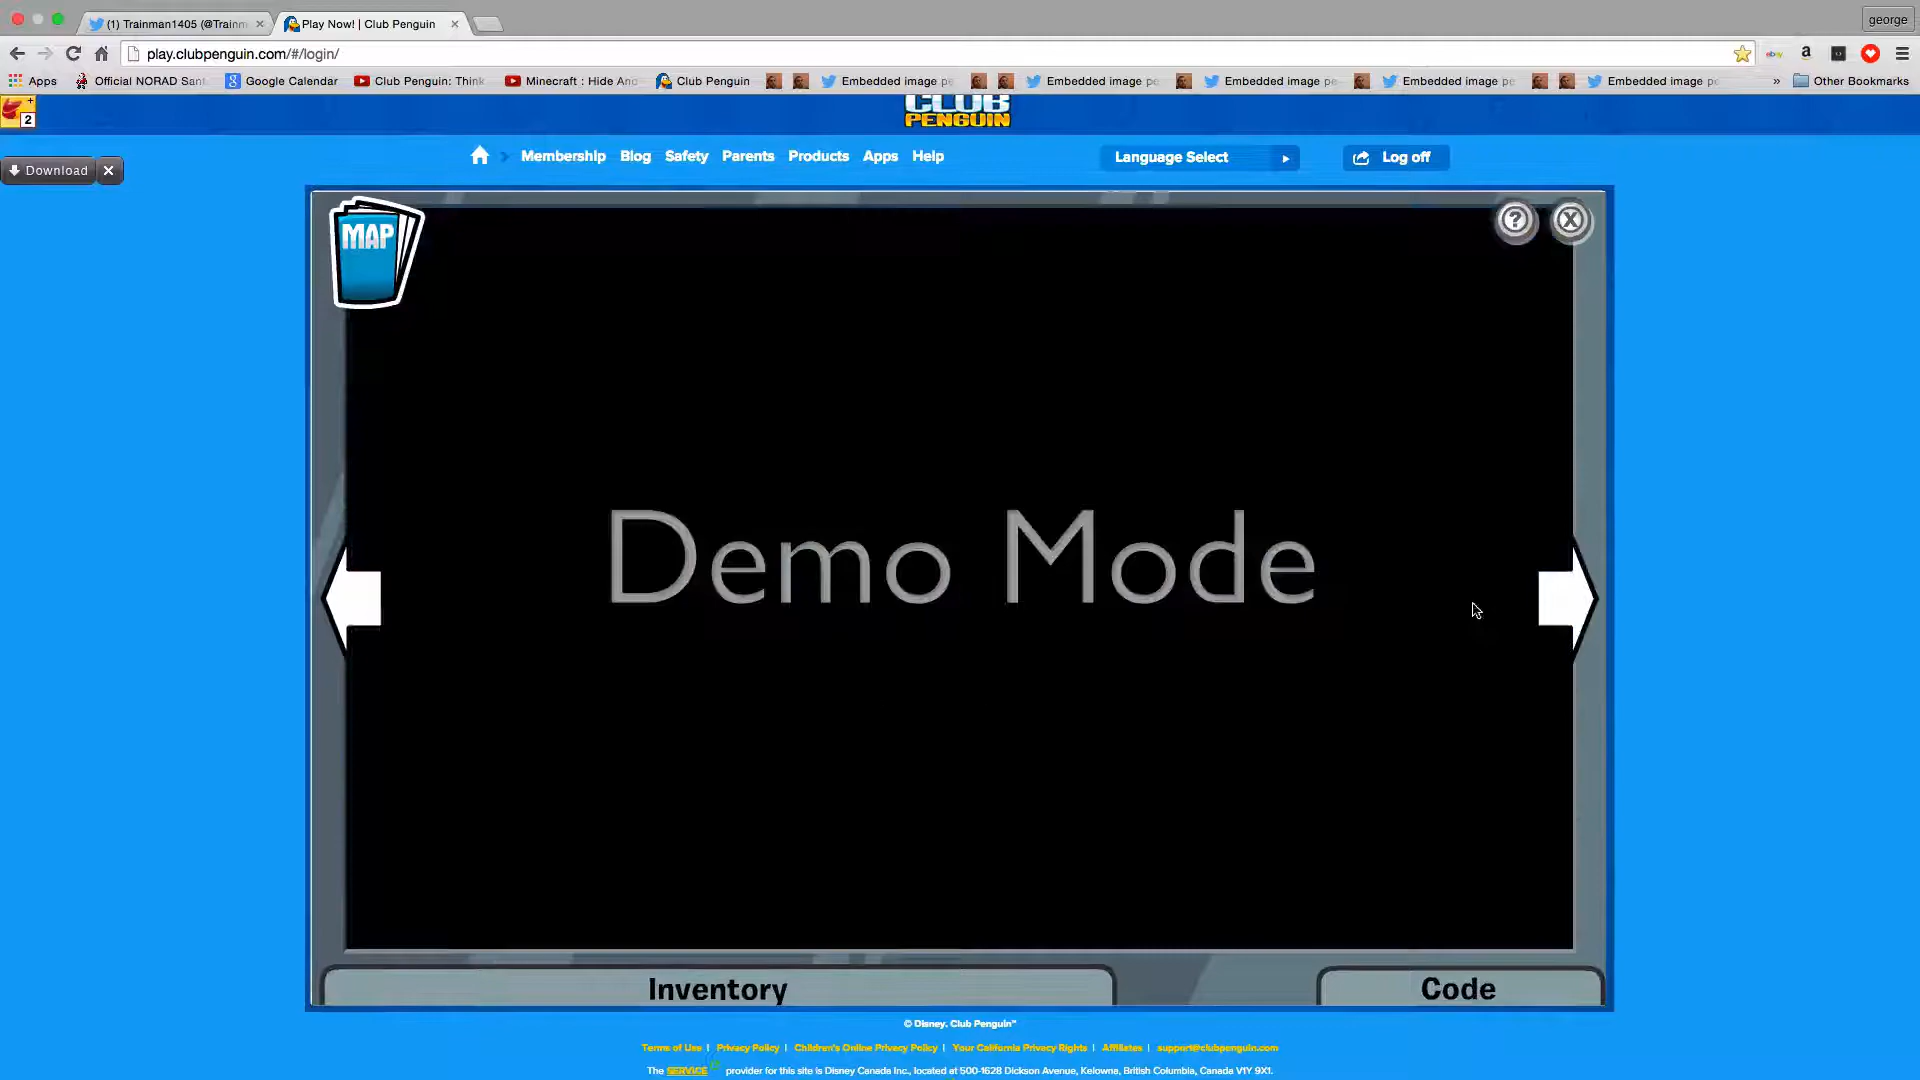 (1) Trainman1405 (@Trainm
Play Now! | Club Penguin
george
play.clubpenguin.com/#/login/
ebay
a
Apps
Official NORAD Sant
Google Calendar
Club Penguin: Think
Minecraft : Hide And
Club Penguin
Embedded image pe
Embedded image pe
Embedded image pe
Embedded image pe
Embedded image pe
» Other Bookmarks
2
CLUB
PENGUIN
Membership Blog Safety Parents Products Apps Help
Language Select
Log off
Download
MAP
?
X
Demo Mode
Inventory
Code
© Disney. Club Penguin™
Terms of Use | Privacy Policy | Children's Online Privacy Policy | Your California Privacy Rights | Affiliates | support@clubpenguin.com
The SERVICE provider for this site is Disney Canada Inc., located at 500-1628 Dickson Avenue, Kelowna, British Columbia, Canada V1Y 9X1.